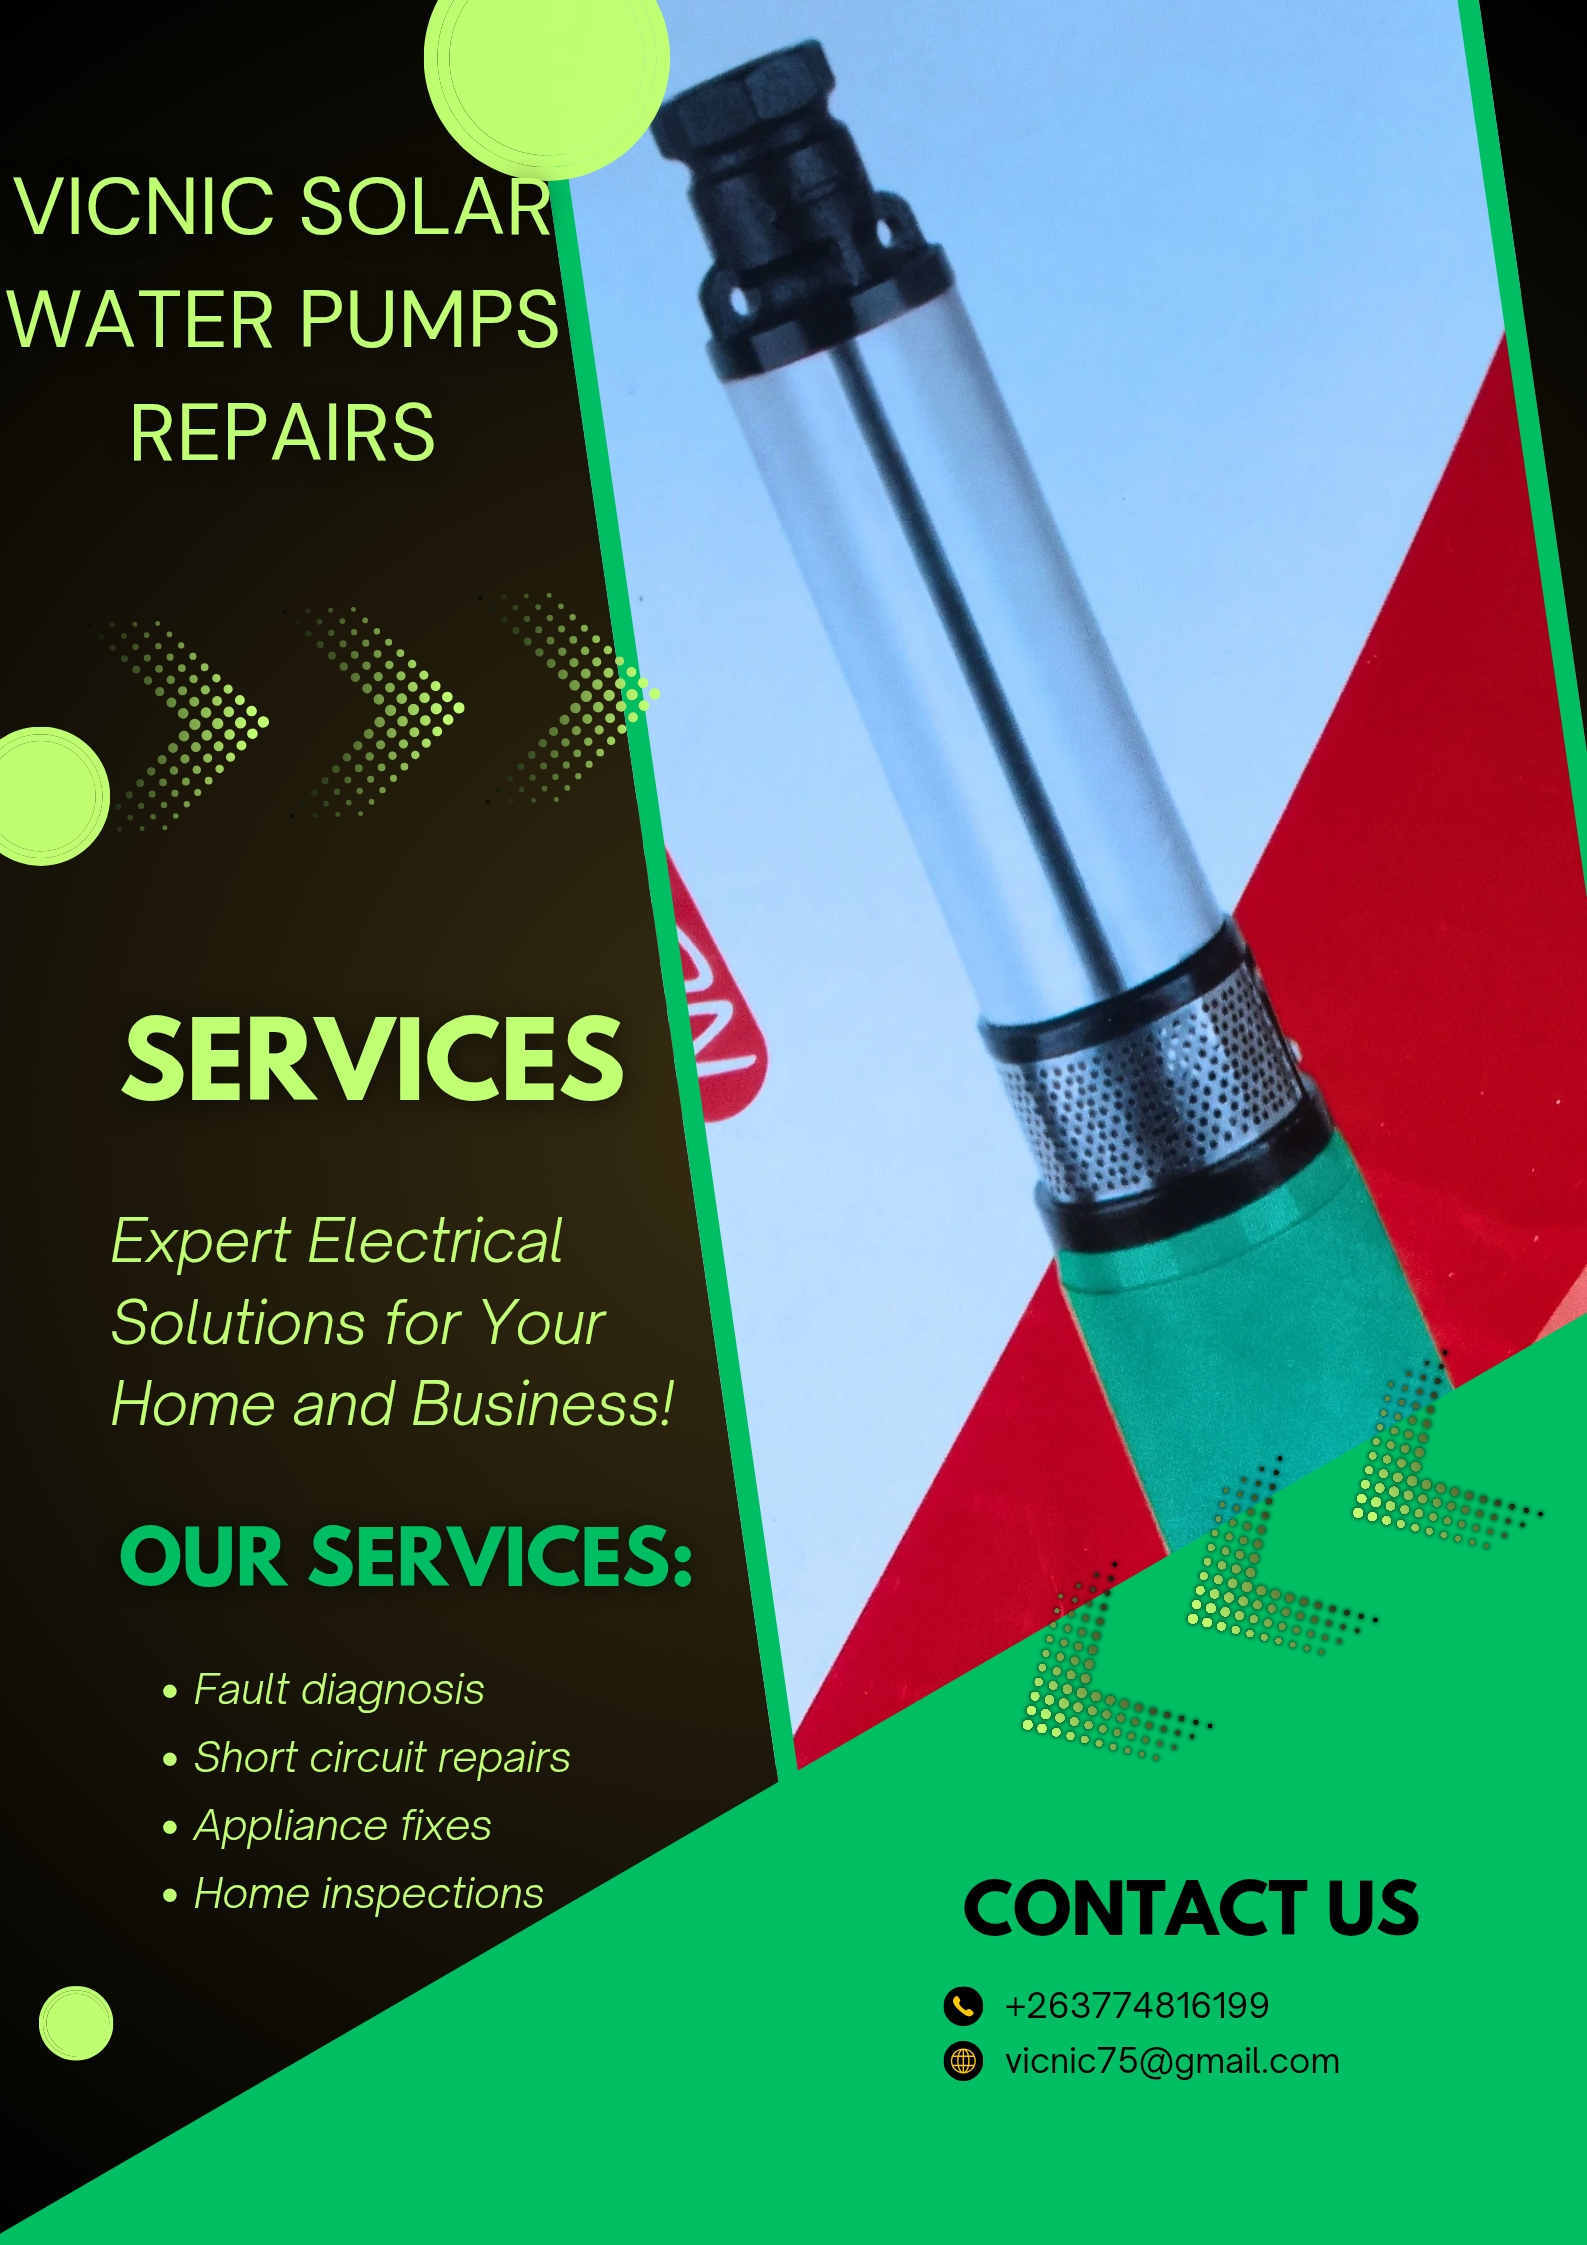 VICNIC SOLAR
WATER PUMPS
REPAIRS
SERVICES
Expert Electrical
Solutions for Your
Home and Business!
OUR SERVICES:
• Fault diagnosis
• Short circuit repairs
• Appliance fixes
• Home inspections
CONTACT US
+263774816199
vicnic75@gmail.com